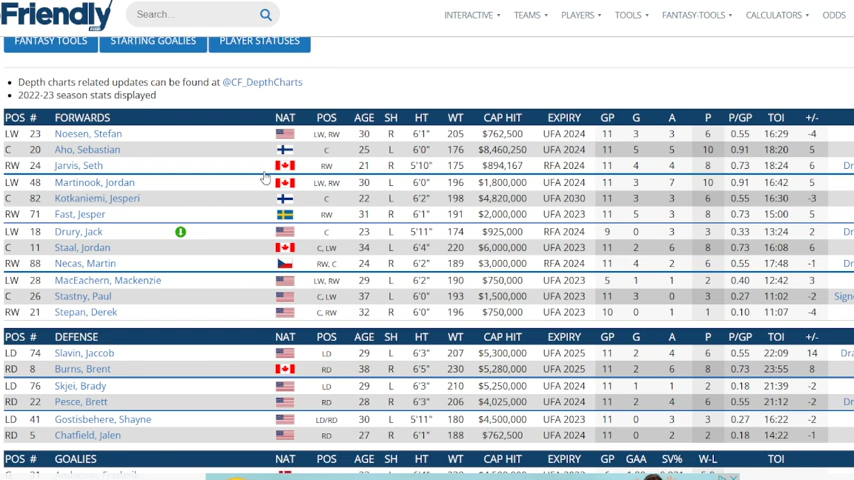 Friendly
Search...
INTERACTIVE TEAMS PLAYERS TOOLS FANTASY-TOOLS CALCULATORS ODDS
FANTASY TOOLS STARTING GOALIES PLAYER STATUSES
Depth charts related updates can be found at @CF_DepthCharts
2022-23 season stats displayed
POS # FORWARDS NAT POS AGE SH HT WT CAP HIT EXPIRY GP G A P P/GP TOI +/-
LW 23 Noesen, Stefan LW, RW 30 R 6'1" 205 $762,500 UFA 2024 11 3 3 6 0.55 16:29 -4
C 20 Aho, Sebastian C 25 L 6'0" 176 $8,460,250 UFA 2024 11 5 5 10 0.91 18:20 5
RW 24 Jarvis, Seth RW 21 R 5'10" 175 $894,167 RFA 2024 11 4 4 8 0.73 18:24 6
LW 48 Martinook, Jordan LW, RW 30 L 6'0" 196 $1,800,000 UFA 2024 11 3 7 10 0.91 16:42 5
C 82 Kotkaniemi, Jesperi C 22 L 6'2" 198 $4,820,000 UFA 2030 11 3 3 6 0.55 16:30 -3
RW 71 Fast, Jesper RW 31 R 6'1" 191 $2,000,000 UFA 2023 11 5 3 8 0.73 15:00 5
LW 18 Drury, Jack C 23 L 5'11" 174 $925,000 RFA 2024 9 0 3 3 0.33 13:24 2
C 11 Staal, Jordan C, LW 34 L 6'4" 220 $6,000,000 UFA 2023 11 2 6 8 0.73 16:08 6
RW 88 Necas, Martin RW, C 24 R 6'2" 189 $3,000,000 RFA 2024 11 4 2 6 0.55 17:48 -1
LW 28 MacEachern, Mackenzie LW, RW 29 L 6'2" 190 $750,000 UFA 2023 5 1 1 2 0.40 12:42 3
C 26 Stastny, Paul C, LW 37 L 6'0" 193 $1,500,000 UFA 2023 11 3 0 3 0.27 11:02 -2
RW 21 Stepan, Derek C, RW 32 R 6'0" 196 $750,000 UFA 2023 10 0 1 1 0.10 11:07 -4
POS # DEFENSE NAT POS AGE SH HT WT CAP HIT EXPIRY GP G A P P/GP TOI +/-
LD 74 Slavin, Jaccob LD 29 L 6'3" 207 $5,300,000 UFA 2025 11 2 4 6 0.55 22:09 14
RD 8 Burns, Brent RD 38 R 6'5" 230 $5,280,000 UFA 2025 11 2 6 8 0.73 23:55 8
LD 76 Skjei, Brady LD 29 L 6'3" 210 $5,250,000 UFA 2024 11 1 1 2 0.18 21:39 -2
RD 22 Pesce, Brett RD 28 R 6'3" 206 $4,025,000 UFA 2024 11 1 5 6 0.55 21:12 -2
LD 41 Gostisbehere, Shayne LD/RD 30 L 5'11" 180 $4,500,000 UFA 2023 11 0 3 3 0.27 16:22 -2
RD 5 Chatfield, Jalen RD 27 R 6'1" 188 $762,500 UFA 2024 11 0 2 2 0.18 14:22 -1
POS # GOALIES NAT POS AGE SH HT WT CAP HIT EXPIRY GP GAA SV% W-L TOI